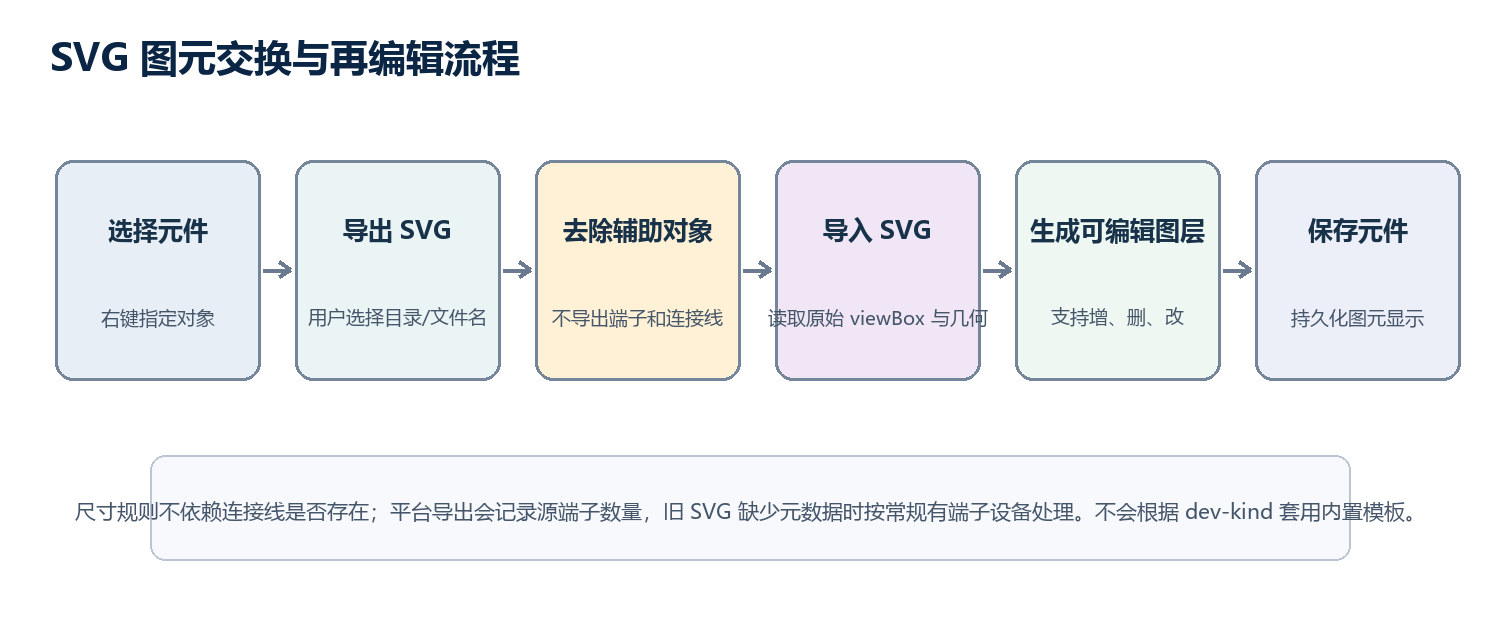 SVG 图元交换与再编辑流程
选择元件
右键指定对象
导出 SVG
用户选择目录/文件名
去除辅助对象
不导出端子和连接线
导入 SVG
读取原始 viewBox 与几何
生成可编辑图层
支持增、删、改
保存元件
持久化图元显示
尺寸规则不依赖连接线是否存在；平台导出会记录源端子数量，旧 SVG 缺少元数据时按常规有端子设备处理。不会根据 dev-kind 套用内置模板。